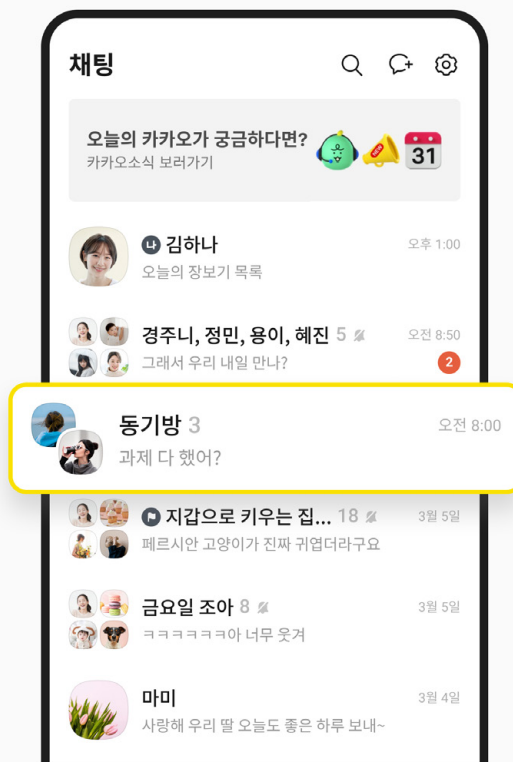 채팅
오늘의 카카오가 궁금하다면?
카카오소식 보러가기
31
나 김하나 오후 1:00
오늘의 장보기 목록
경주니, 정민, 용이, 혜진 5 오전 8:50
그래서 우리 내일 만나? 2
동기방 3 오전 8:00
과제 다 했어?
지갑으로 키우는 집... 18 3월 5일
페르시안 고양이가 진짜 귀엽더라구요
금요일 조아 8 3월 5일
ㅋㅋㅋㅋㅋㅋ아 너무 웃겨
마미 3월 4일
사랑해 우리 딸 오늘도 좋은 하루 보내~